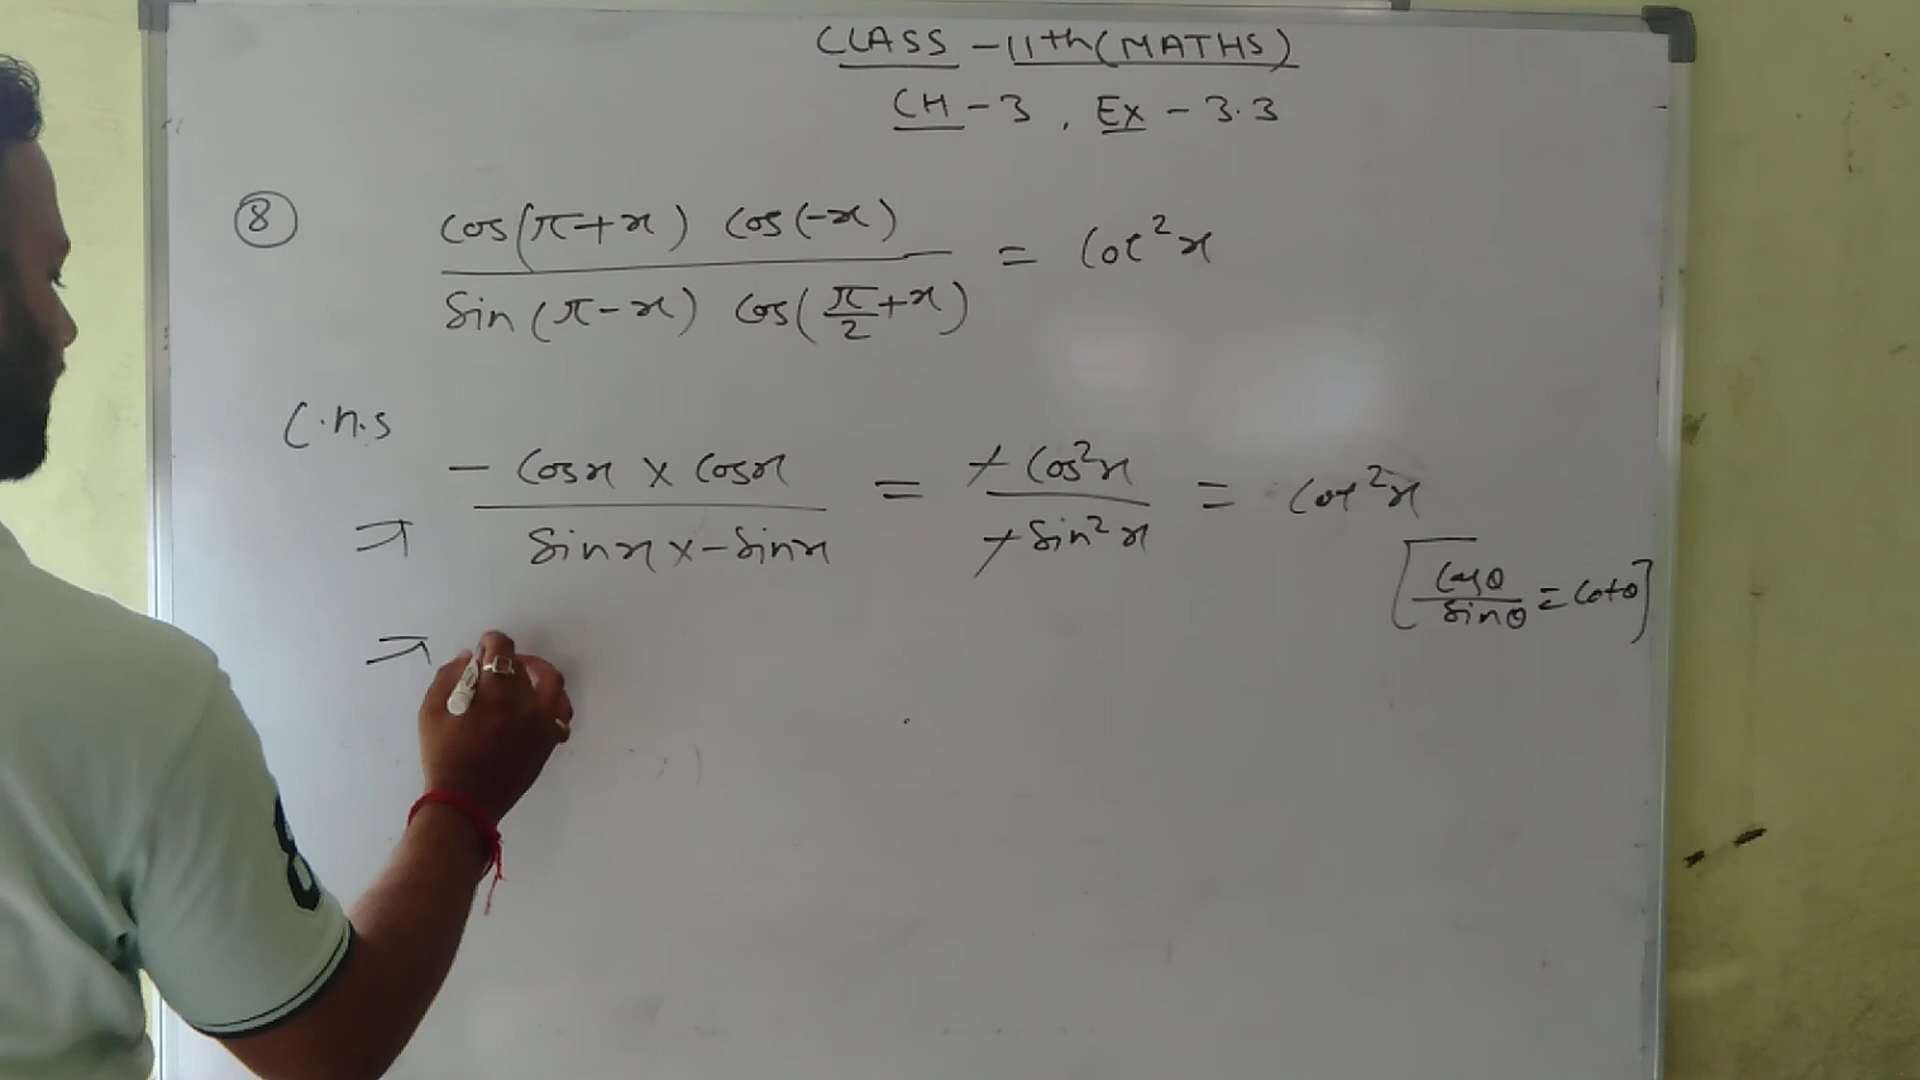 CLASS - 11th (MATHS)
CH - 3 , Ex - 3.3
8 cos(π+x) cos(-x) / sin(π-x) cos(π/2+x) = cot²x
L.H.S
⇒ - cosx × cosx / sinx × -sinx = - cos²x / - sin²x = cot²x
[cosθ / sinθ = cotθ]
⇒
8